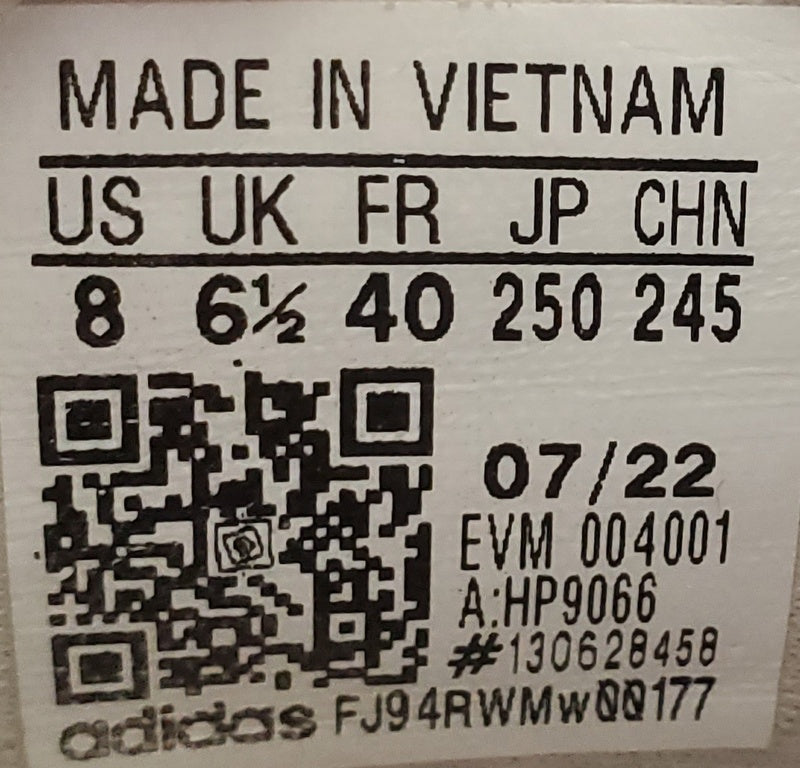 MADE IN VIETNAM
US UK FR JP CHN
8 6½ 40 250 245
07/22
EVM 004001
A:HP9066
#130628458
adidas FJ94RWMw00177